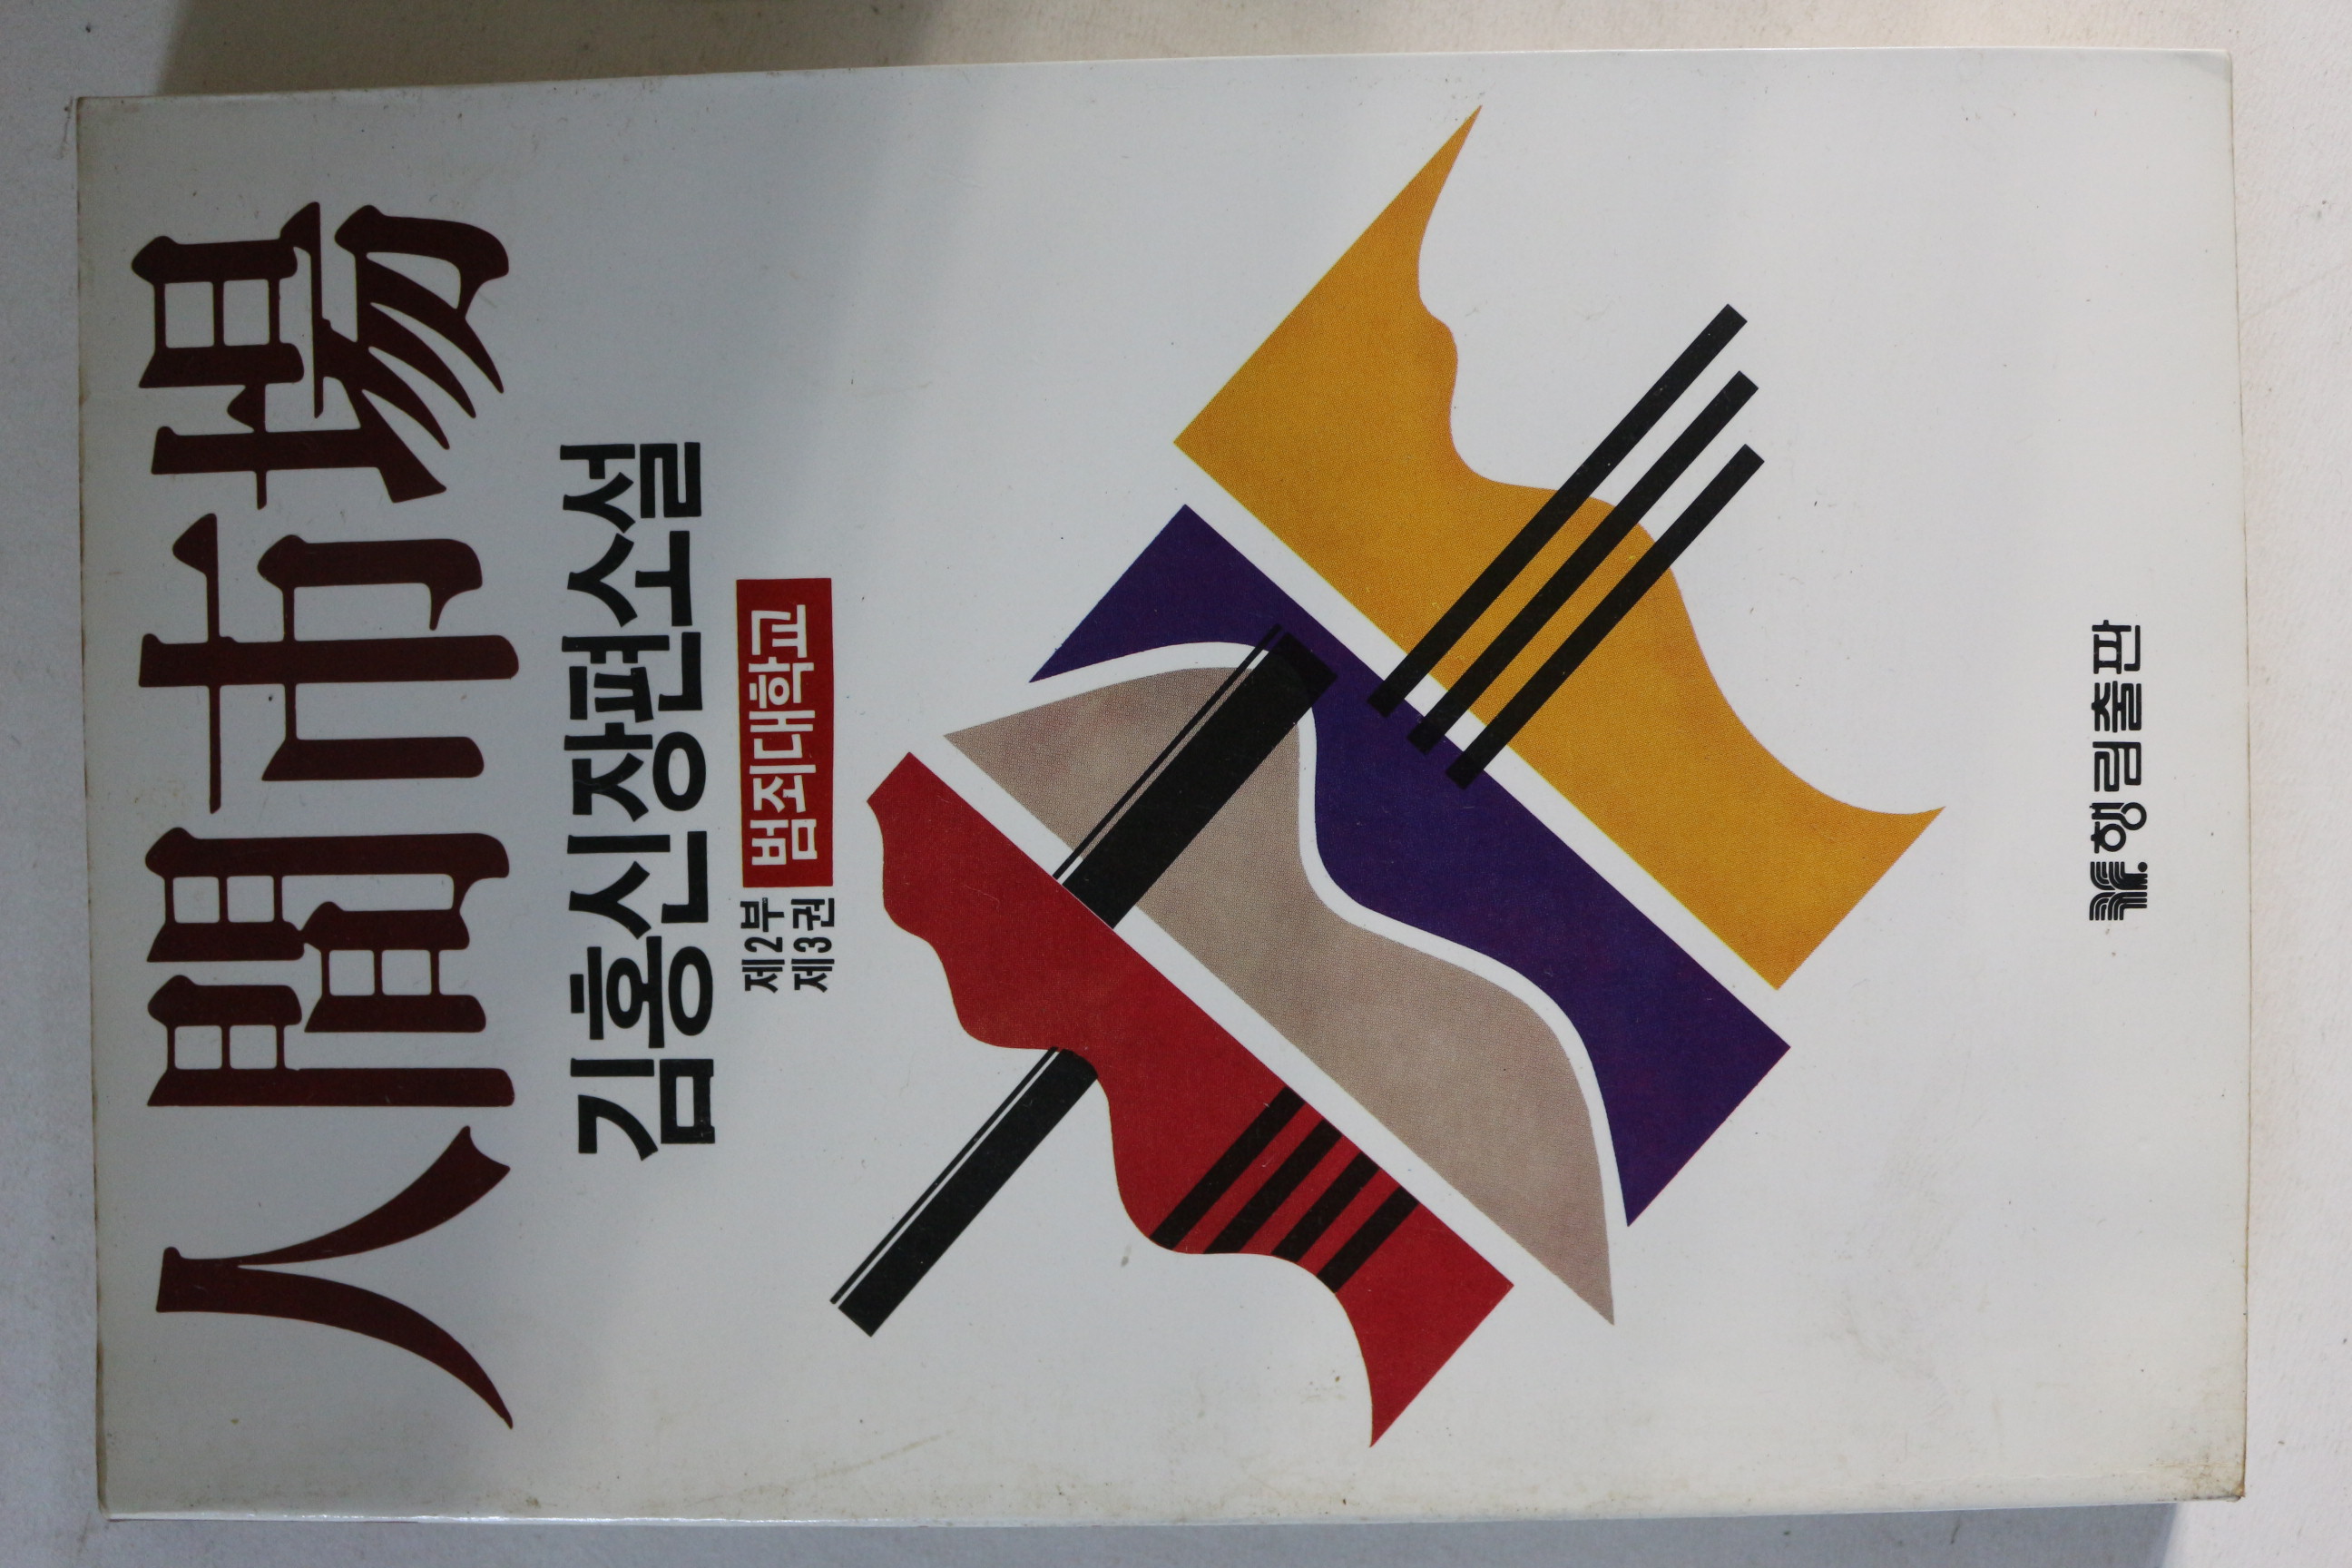 人間市場
김홍신장편소설
제2부
제3권
범죄대학교
행림출판